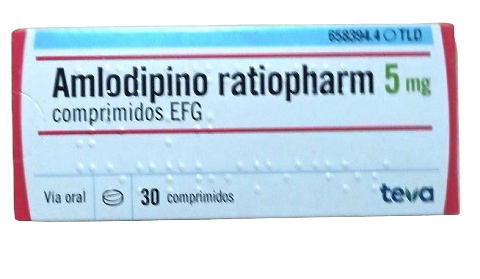 658394.4 TLD
Amlodipino ratiopharm 5 mg
comprimidos EFG
Vía oral 30 comprimidos teva